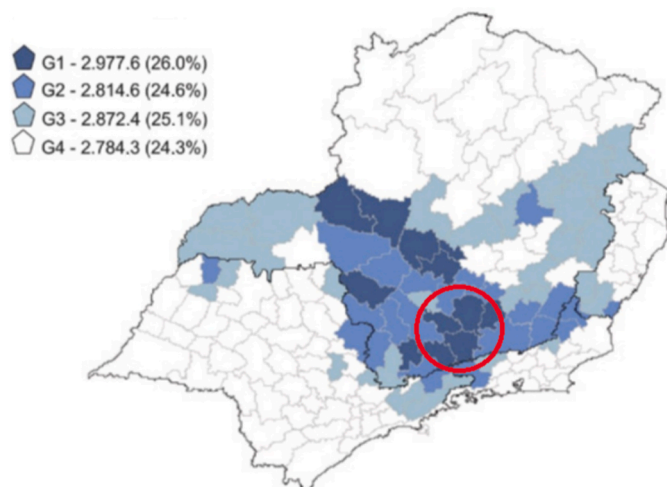 G1 - 2.977.6 (26.0%)
G2 - 2.814.6 (24.6%)
G3 - 2.872.4 (25.1%)
G4 - 2.784.3 (24.3%)